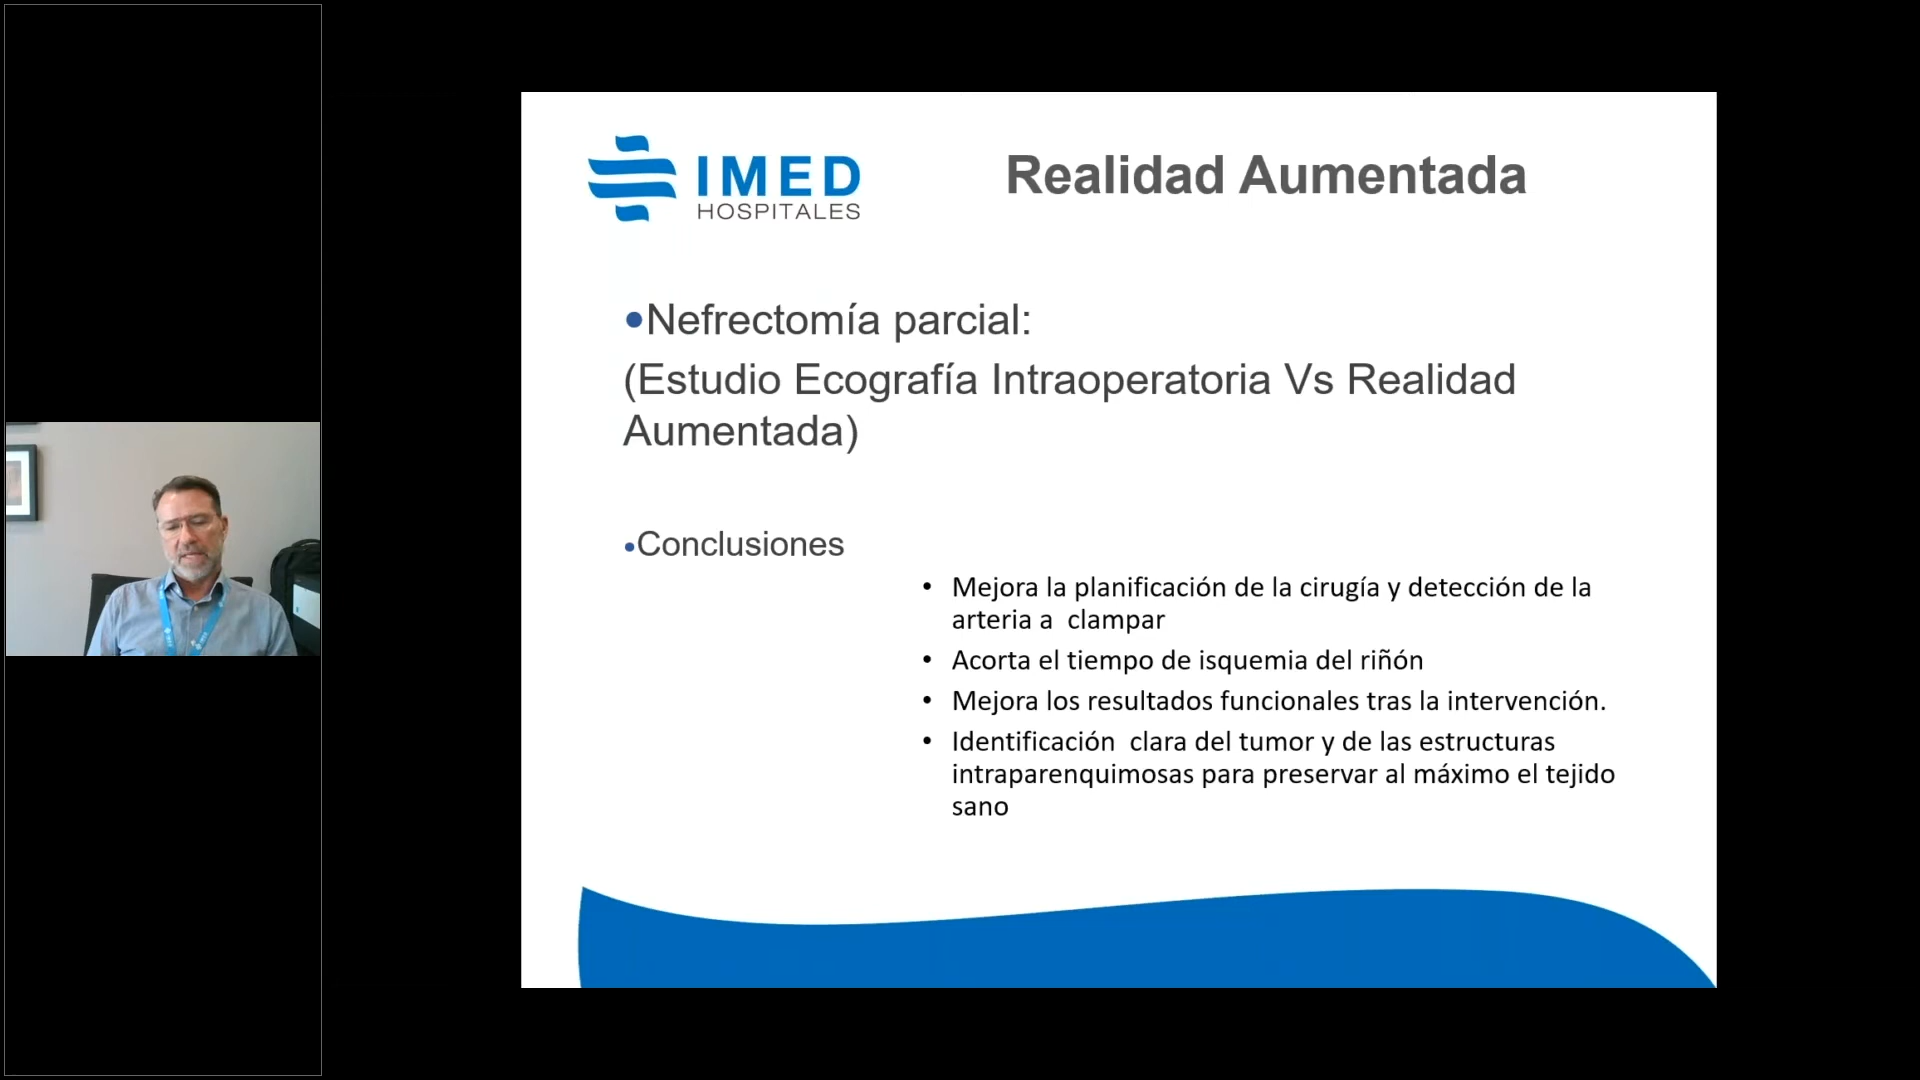 IMED
HOSPITALES
Realidad Aumentada
•Nefrectomía parcial:
(Estudio Ecografía Intraoperatoria Vs Realidad
Aumentada)
•Conclusiones
• Mejora la planificación de la cirugía y detección de la
arteria a  clampar
• Acorta el tiempo de isquemia del riñón
• Mejora los resultados funcionales tras la intervención.
• Identificación  clara del tumor y de las estructuras
intraparenquimosas para preservar al máximo el tejido
sano